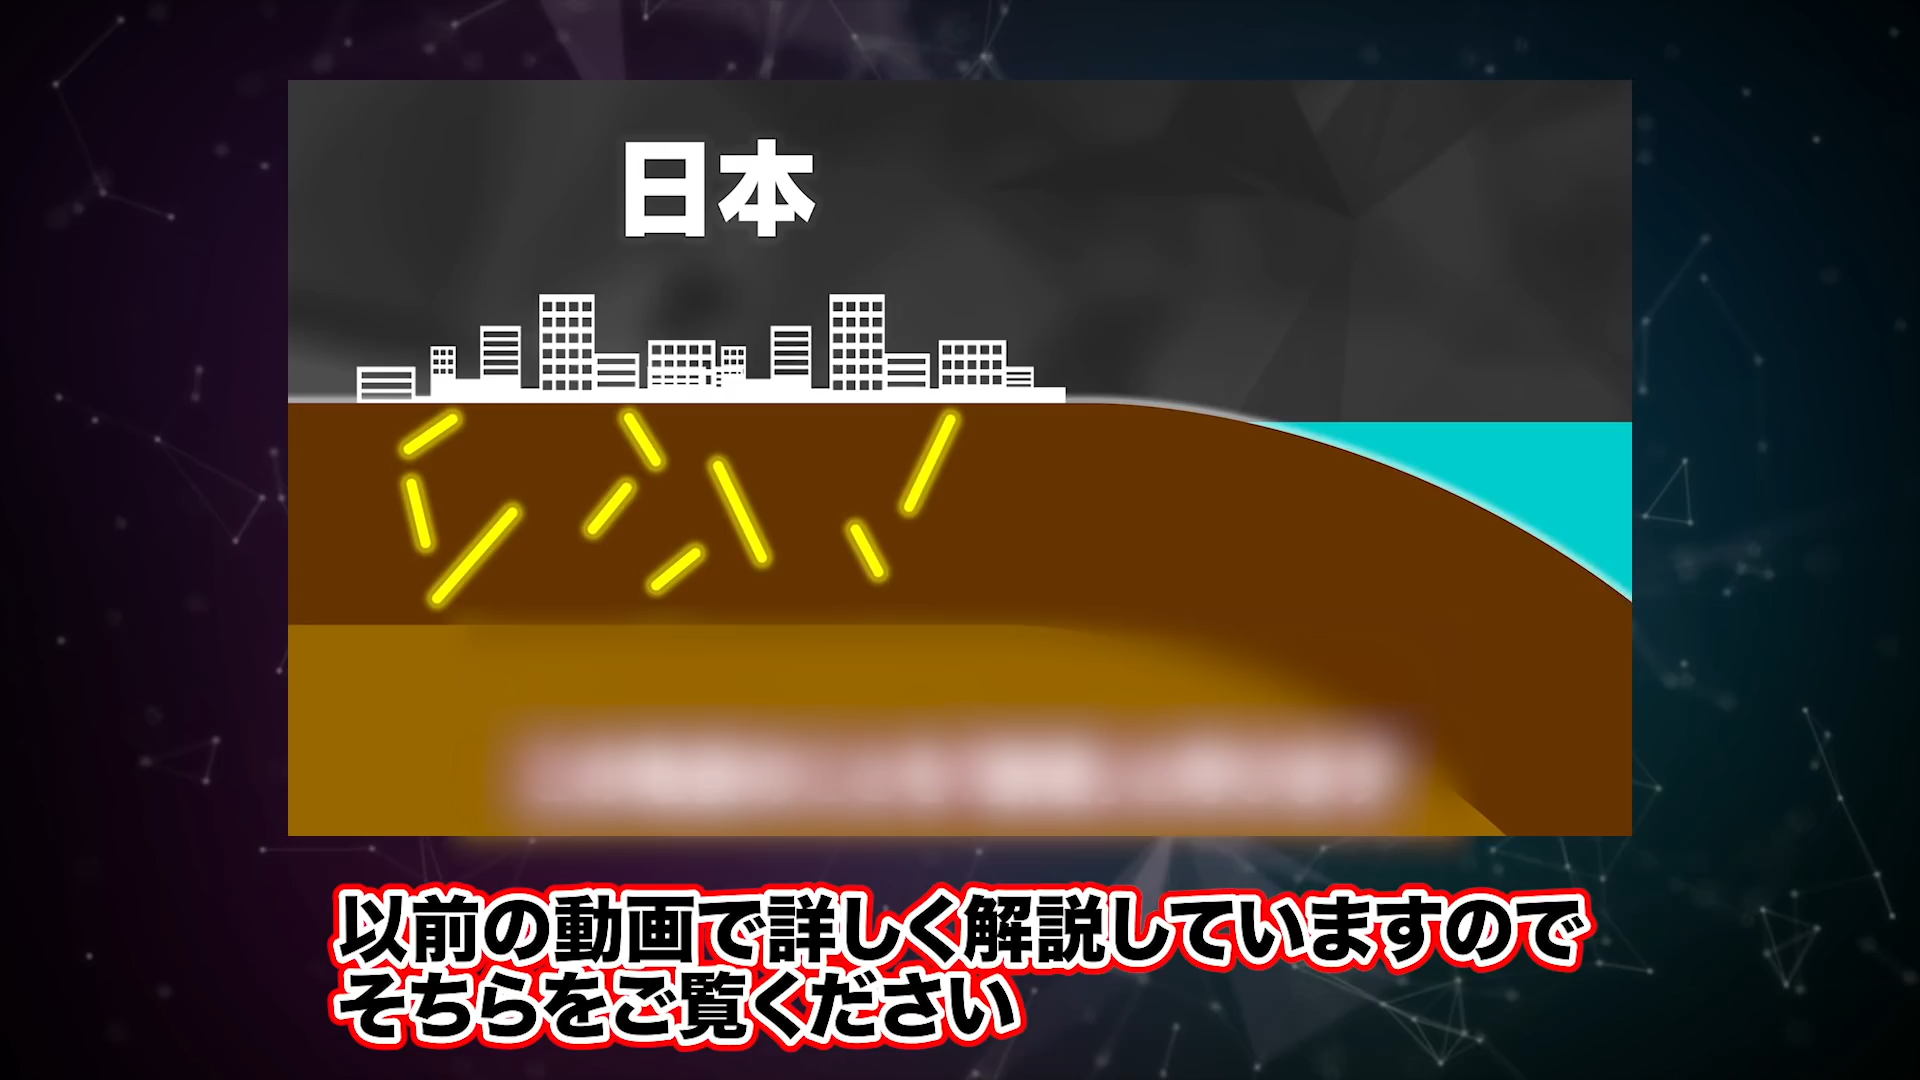 日本
以前の動画で詳しく解説していますので
そちらをご覧ください